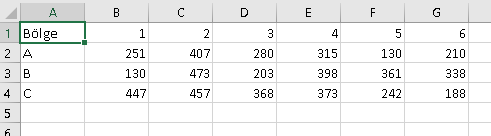 A B C D E F G
1 Bölge 1 2 3 4 5 6
2 A 251 407 280 315 130 210
3 B 130 473 203 398 361 338
4 C 447 457 368 373 242 188
5
6